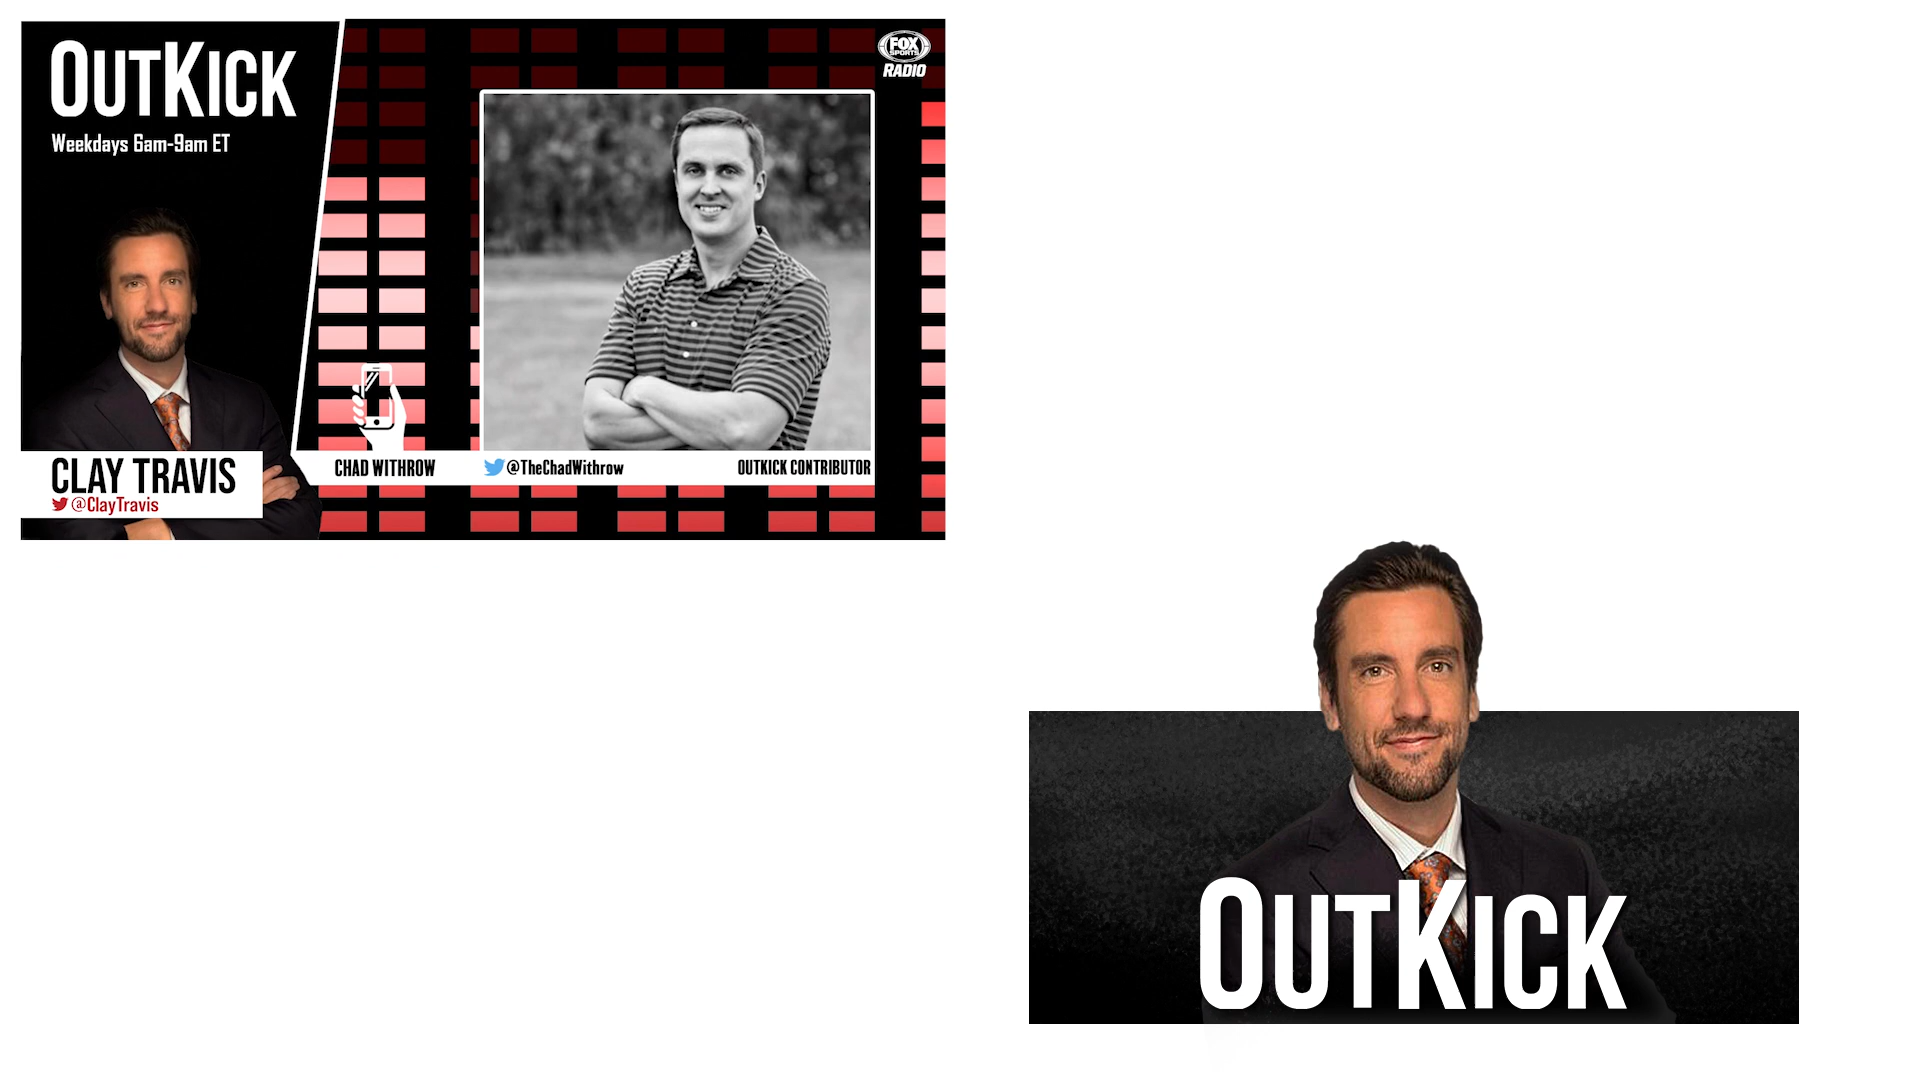 OUTKICK
Weekdays 6am-9am ET
FOX
SPORTS
RADIO
CLAY TRAVIS
@ClayTravis
CHAD WITHROW
@TheChadWithrow
OUTKICK CONTRIBUTOR
OUTKICK